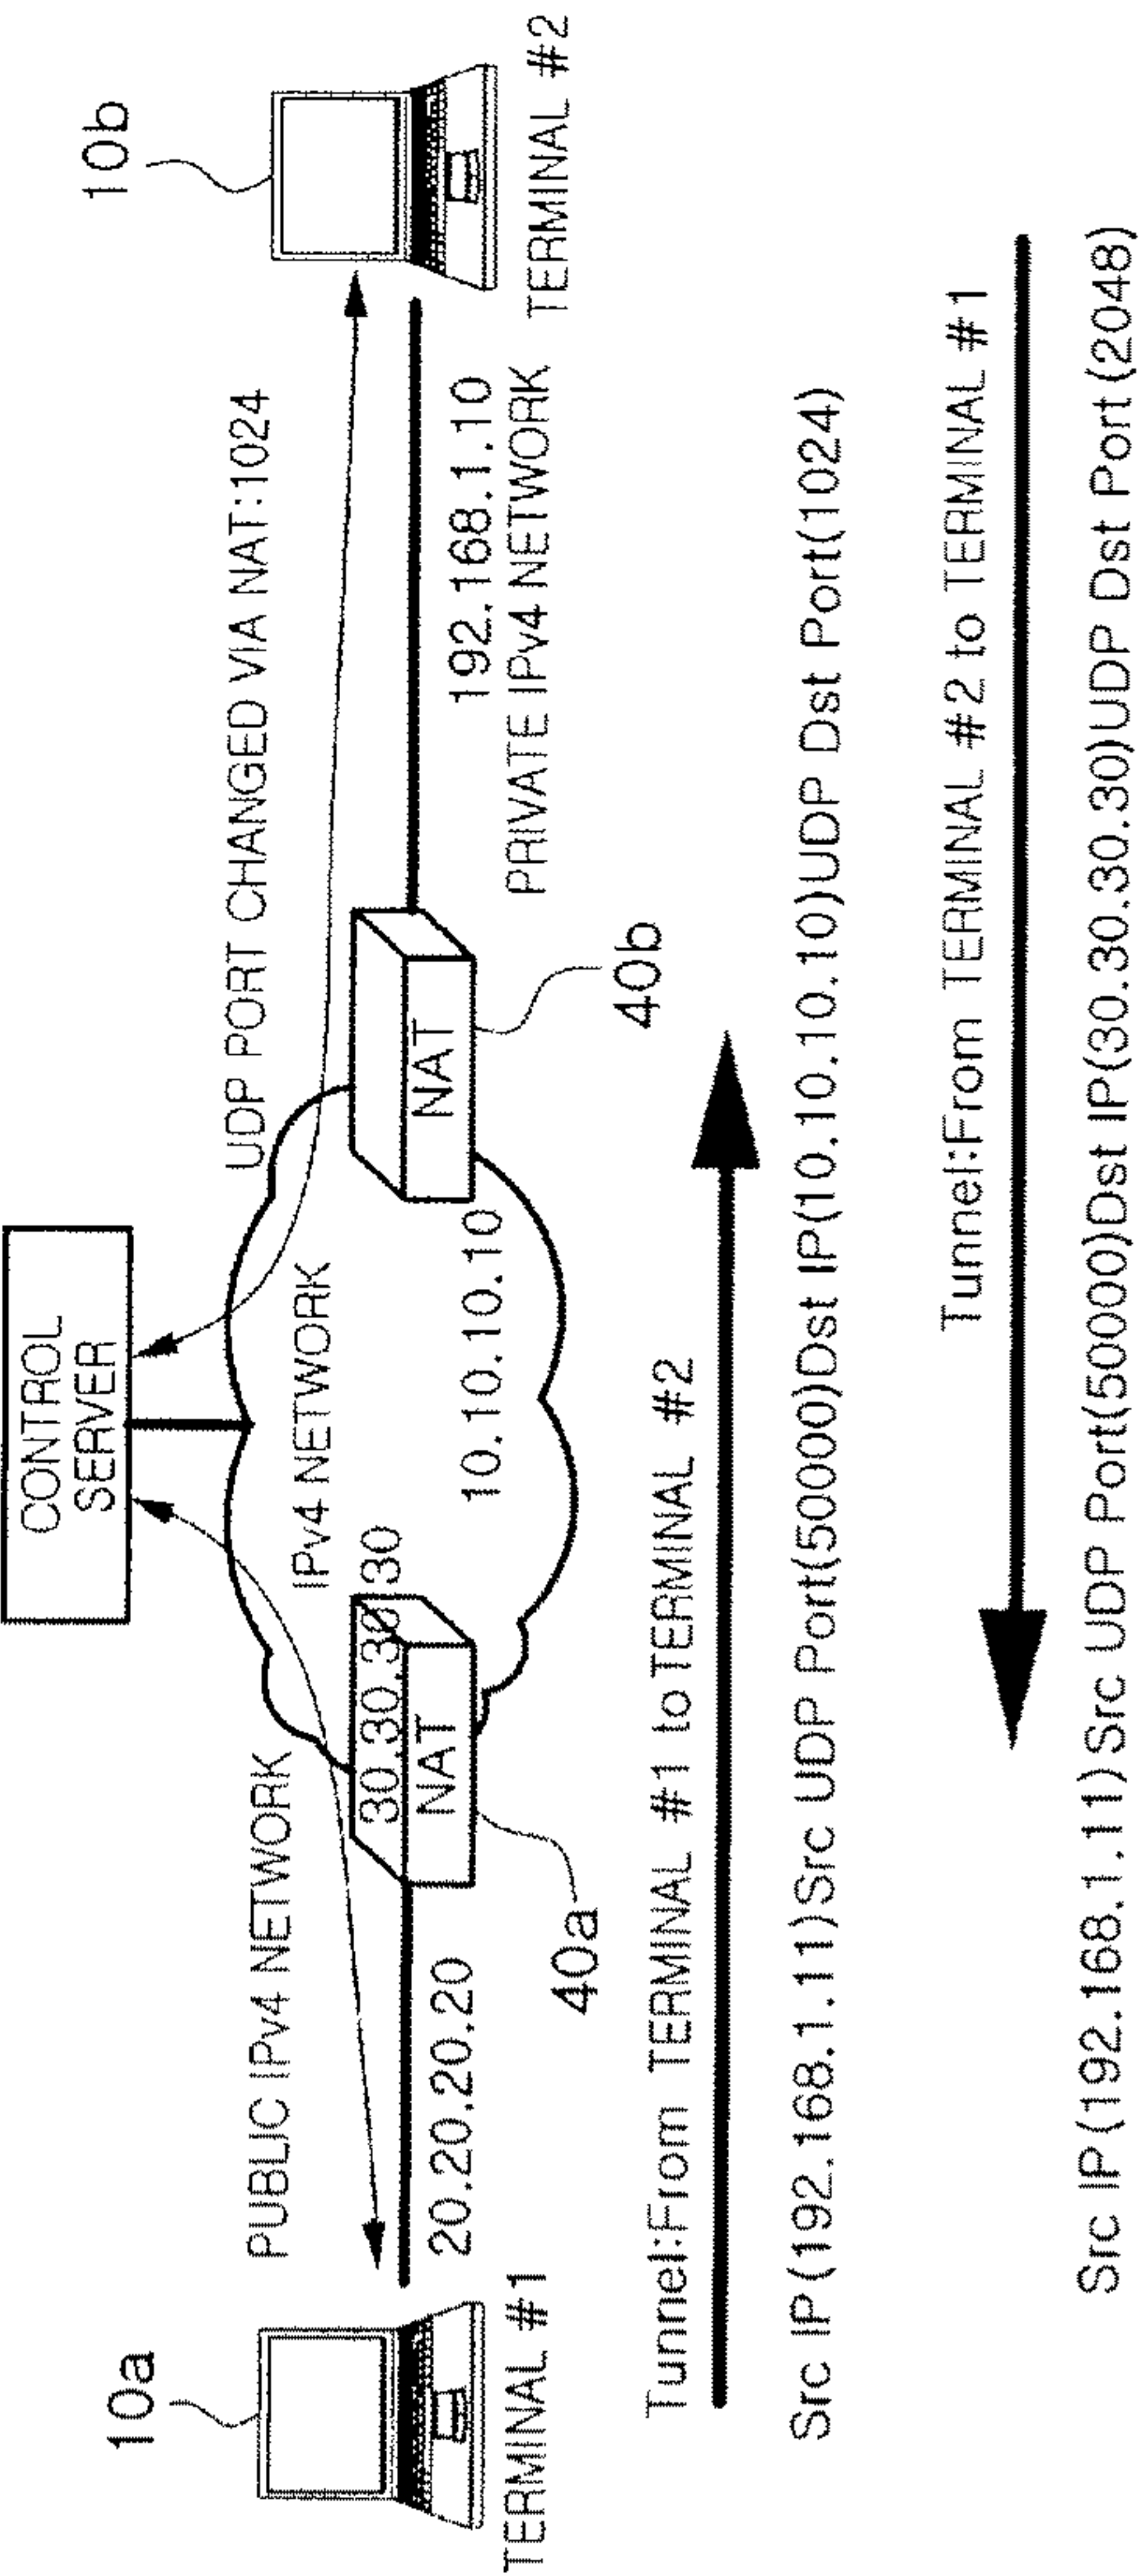 CONTROL
SERVER
10a
10b
PUBLIC IPv4 NETWORK
UDP PORT CHANGED VIA NAT:1024
IPv4 NETWORK
30.30.30.30
NAT
NAT
20.20.20.20
10.10.10.10
192.168.1.10
PRIVATE IPv4 NETWORK
TERMINAL #1
TERMINAL #2
40a
40b
Tunnel:From TERMINAL #1 to TERMINAL #2
Src IP(192.168.1.11)Src UDP Port(50000)Dst IP(10.10.10.10)UDP Dst Port(1024)
Tunnel:From TERMINAL #2 to TERMINAL #1
Src IP(192.168.1.11)Src UDP Port(50000)Dst IP(30.30.30.30)UDP Dst Port(2048)